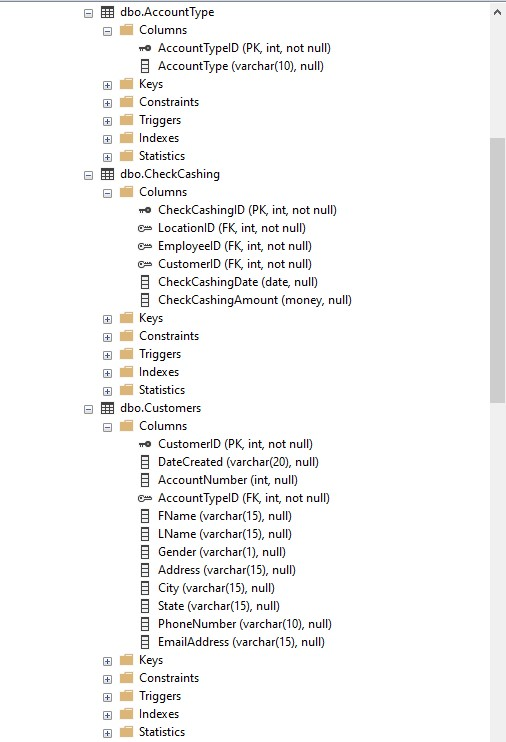 dbo.AccountType
Columns
AccountTypeID (PK, int, not null)
AccountType (varchar(10), null)
Keys
Constraints
Triggers
Indexes
Statistics
dbo.CheckCashing
Columns
CheckCashingID (PK, int, not null)
LocationID (FK, int, not null)
EmployeeID (FK, int, not null)
CustomerID (FK, int, not null)
CheckCashingDate (date, null)
CheckCashingAmount (money, null)
Keys
Constraints
Triggers
Indexes
Statistics
dbo.Customers
Columns
CustomerID (PK, int, not null)
DateCreated (varchar(20), null)
AccountNumber (int, null)
AccountTypeID (FK, int, not null)
FName (varchar(15), null)
LName (varchar(15), null)
Gender (varchar(1), null)
Address (varchar(15), null)
City (varchar(15), null)
State (varchar(15), null)
PhoneNumber (varchar(10), null)
EmailAddress (varchar(15), null)
Keys
Constraints
Triggers
Indexes
Statistics